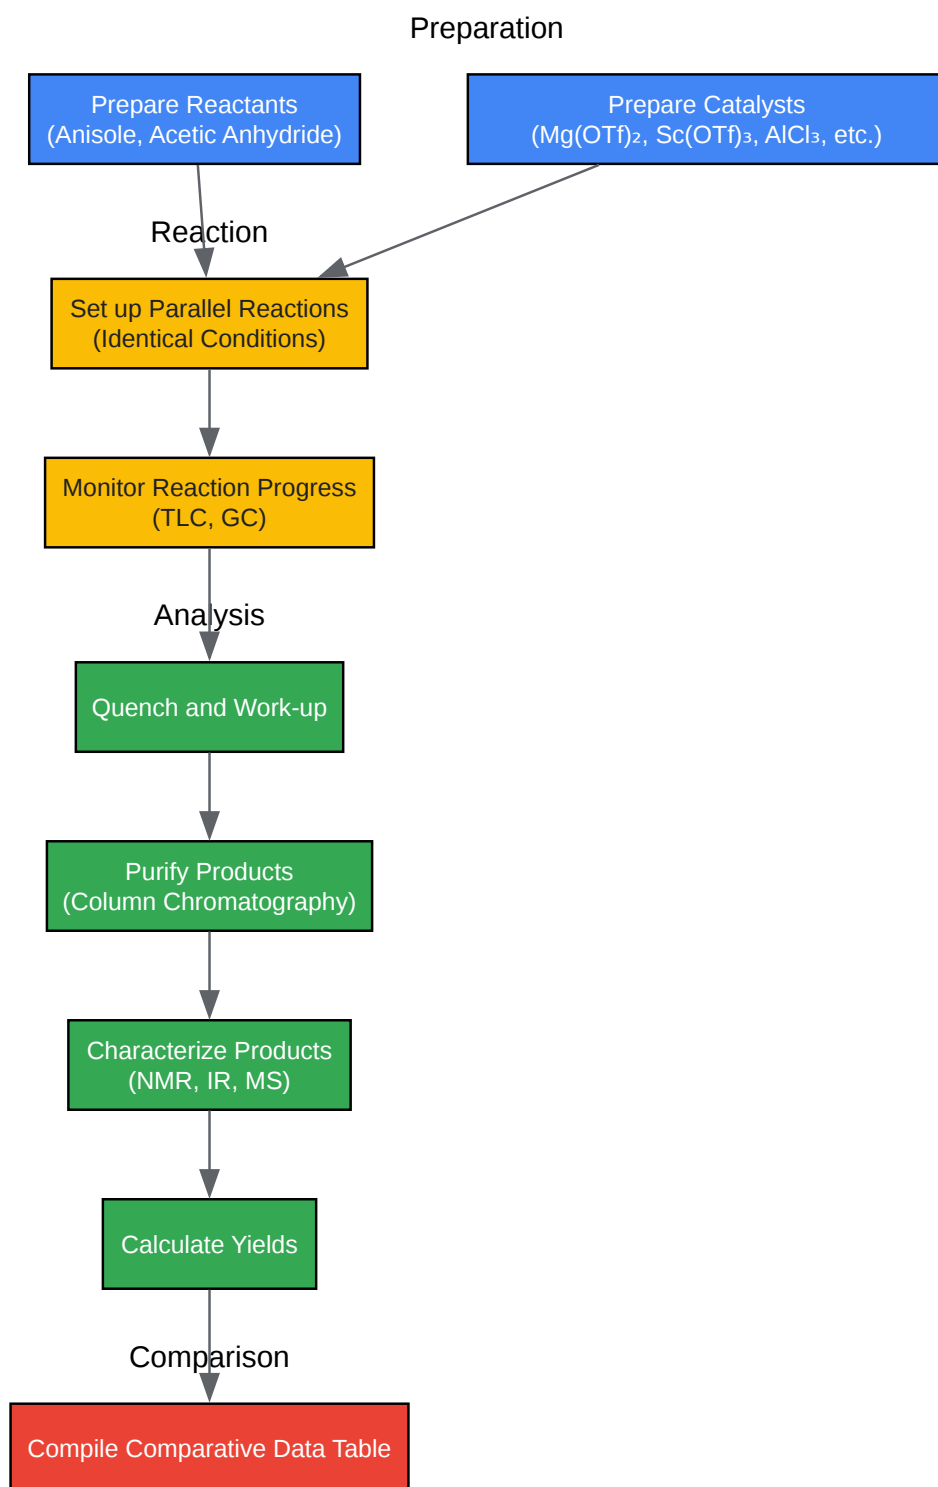 Preparation
Prepare Reactants
(Anisole, Acetic Anhydride)
Prepare Catalysts
(Mg(OTf)₂, Sc(OTf)₃, AlCl₃, etc.)
Reaction
Set up Parallel Reactions
(Identical Conditions)
Monitor Reaction Progress
(TLC, GC)
Analysis
Quench and Work-up
Purify Products
(Column Chromatography)
Characterize Products
(NMR, IR, MS)
Calculate Yields
Comparison
Compile Comparative Data Table